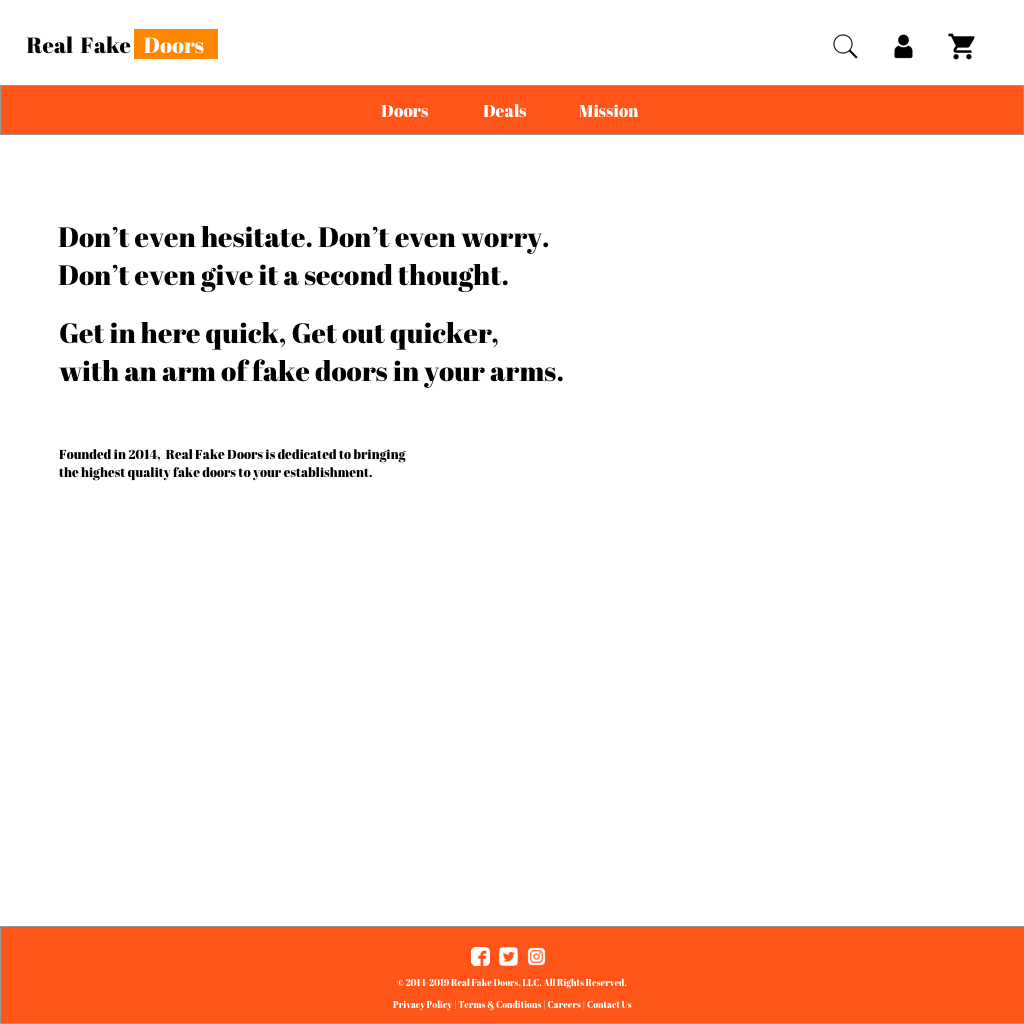 Real Fake Doors
Doors Deals Mission
Don’t even hesitate. Don’t even worry.
Don’t even give it a second thought.
Get in here quick, Get out quicker,
with an arm of fake doors in your arms.
Founded in 2014, Real Fake Doors is dedicated to bringing
the highest quality fake doors to your establishment.
© 2014-2019 Real Fake Doors, LLC. All Rights Reserved.
Privacy Policy | Terms & Conditions | Careers | Contact Us